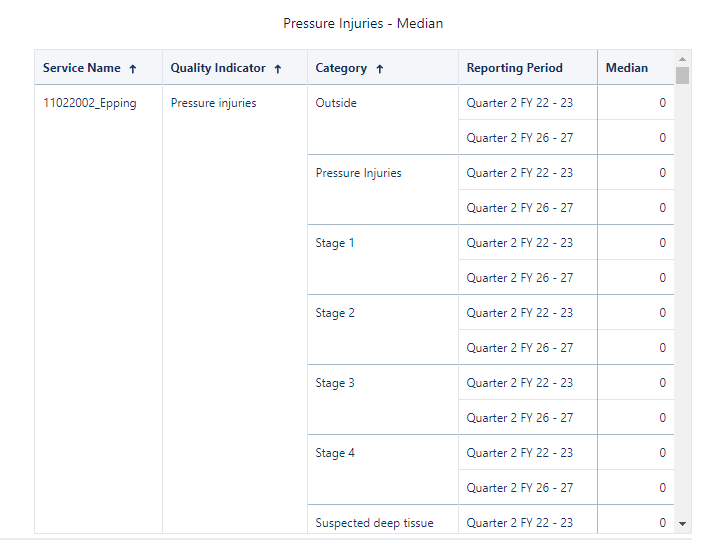 Pressure Injuries - Median
Service Name ↑ Quality Indicator ↑ Category ↑ Reporting Period Median
11022002_Epping Pressure injuries Outside Quarter 2 FY 22 - 23 0
Quarter 2 FY 26 - 27 0
Pressure Injuries Quarter 2 FY 22 - 23 0
Quarter 2 FY 26 - 27 0
Stage 1 Quarter 2 FY 22 - 23 0
Quarter 2 FY 26 - 27 0
Stage 2 Quarter 2 FY 22 - 23 0
Quarter 2 FY 26 - 27 0
Stage 3 Quarter 2 FY 22 - 23 0
Quarter 2 FY 26 - 27 0
Stage 4 Quarter 2 FY 22 - 23 0
Quarter 2 FY 26 - 27 0
Suspected deep tissue Quarter 2 FY 22 - 23 0